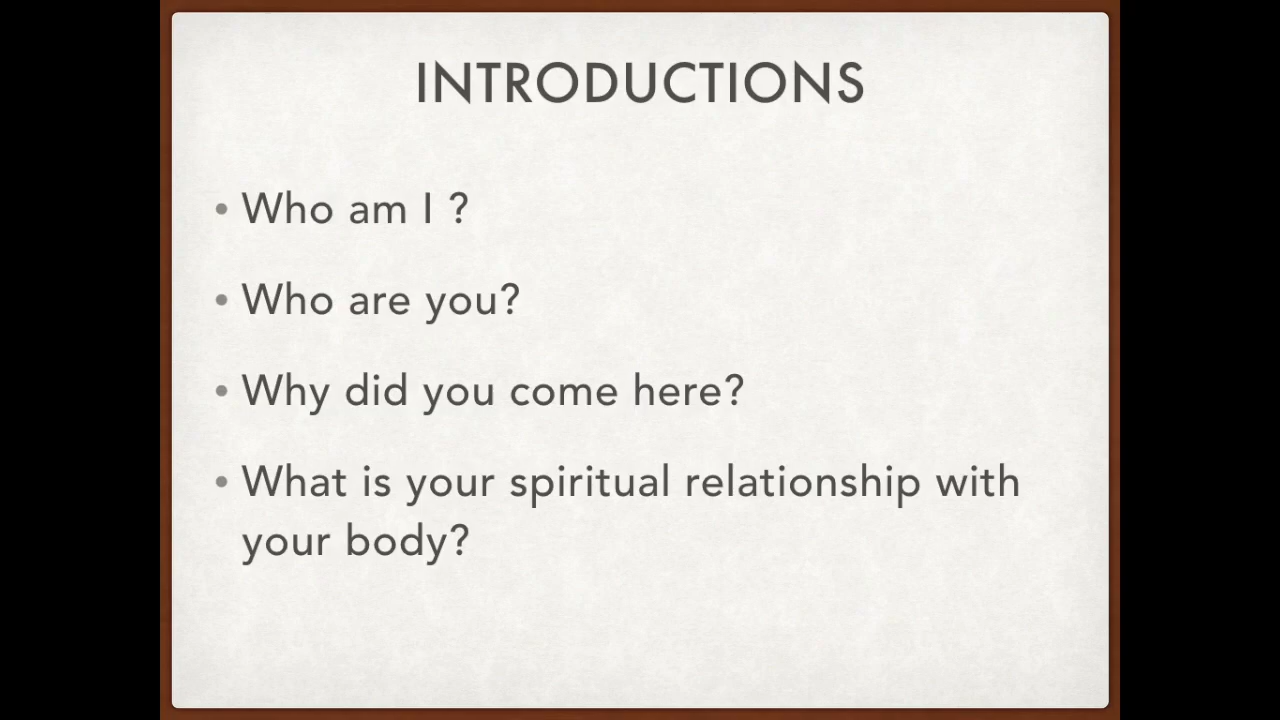 INTRODUCTIONS
• Who am I ?
• Who are you?
• Why did you come here?
• What is your spiritual relationship with
your body?